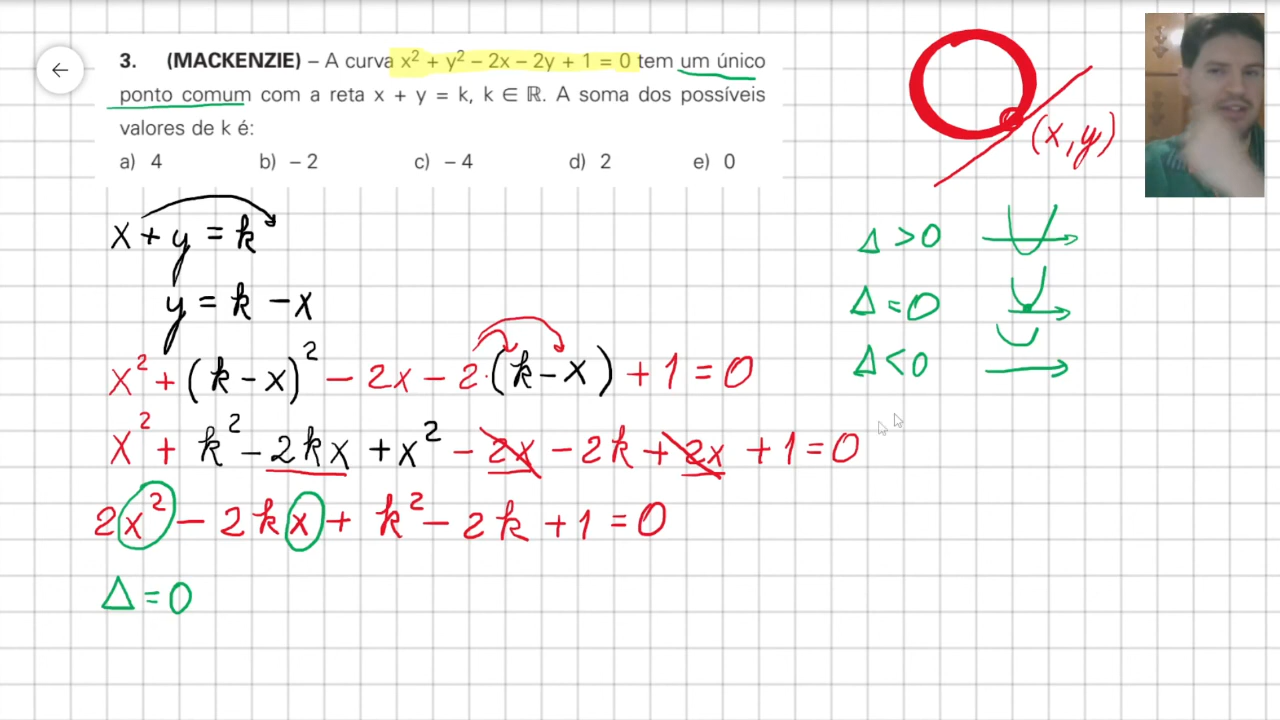 3. (MACKENZIE) – A curva x² + y² – 2x – 2y + 1 = 0 tem um único
ponto comum com a reta x + y = k, k ∈ ℝ. A soma dos possíveis
valores de k é:
a) 4 b) – 2 c) – 4 d) 2 e) 0
(x, y)
x + y = k
y = k – x
x² + (k – x)² – 2x – 2·(k – x) + 1 = 0
x² + k² – 2kx + x² – 2x – 2k + 2x + 1 = 0
2x² – 2kx + k² – 2k + 1 = 0
Δ = 0
Δ > 0
Δ = 0
Δ < 0